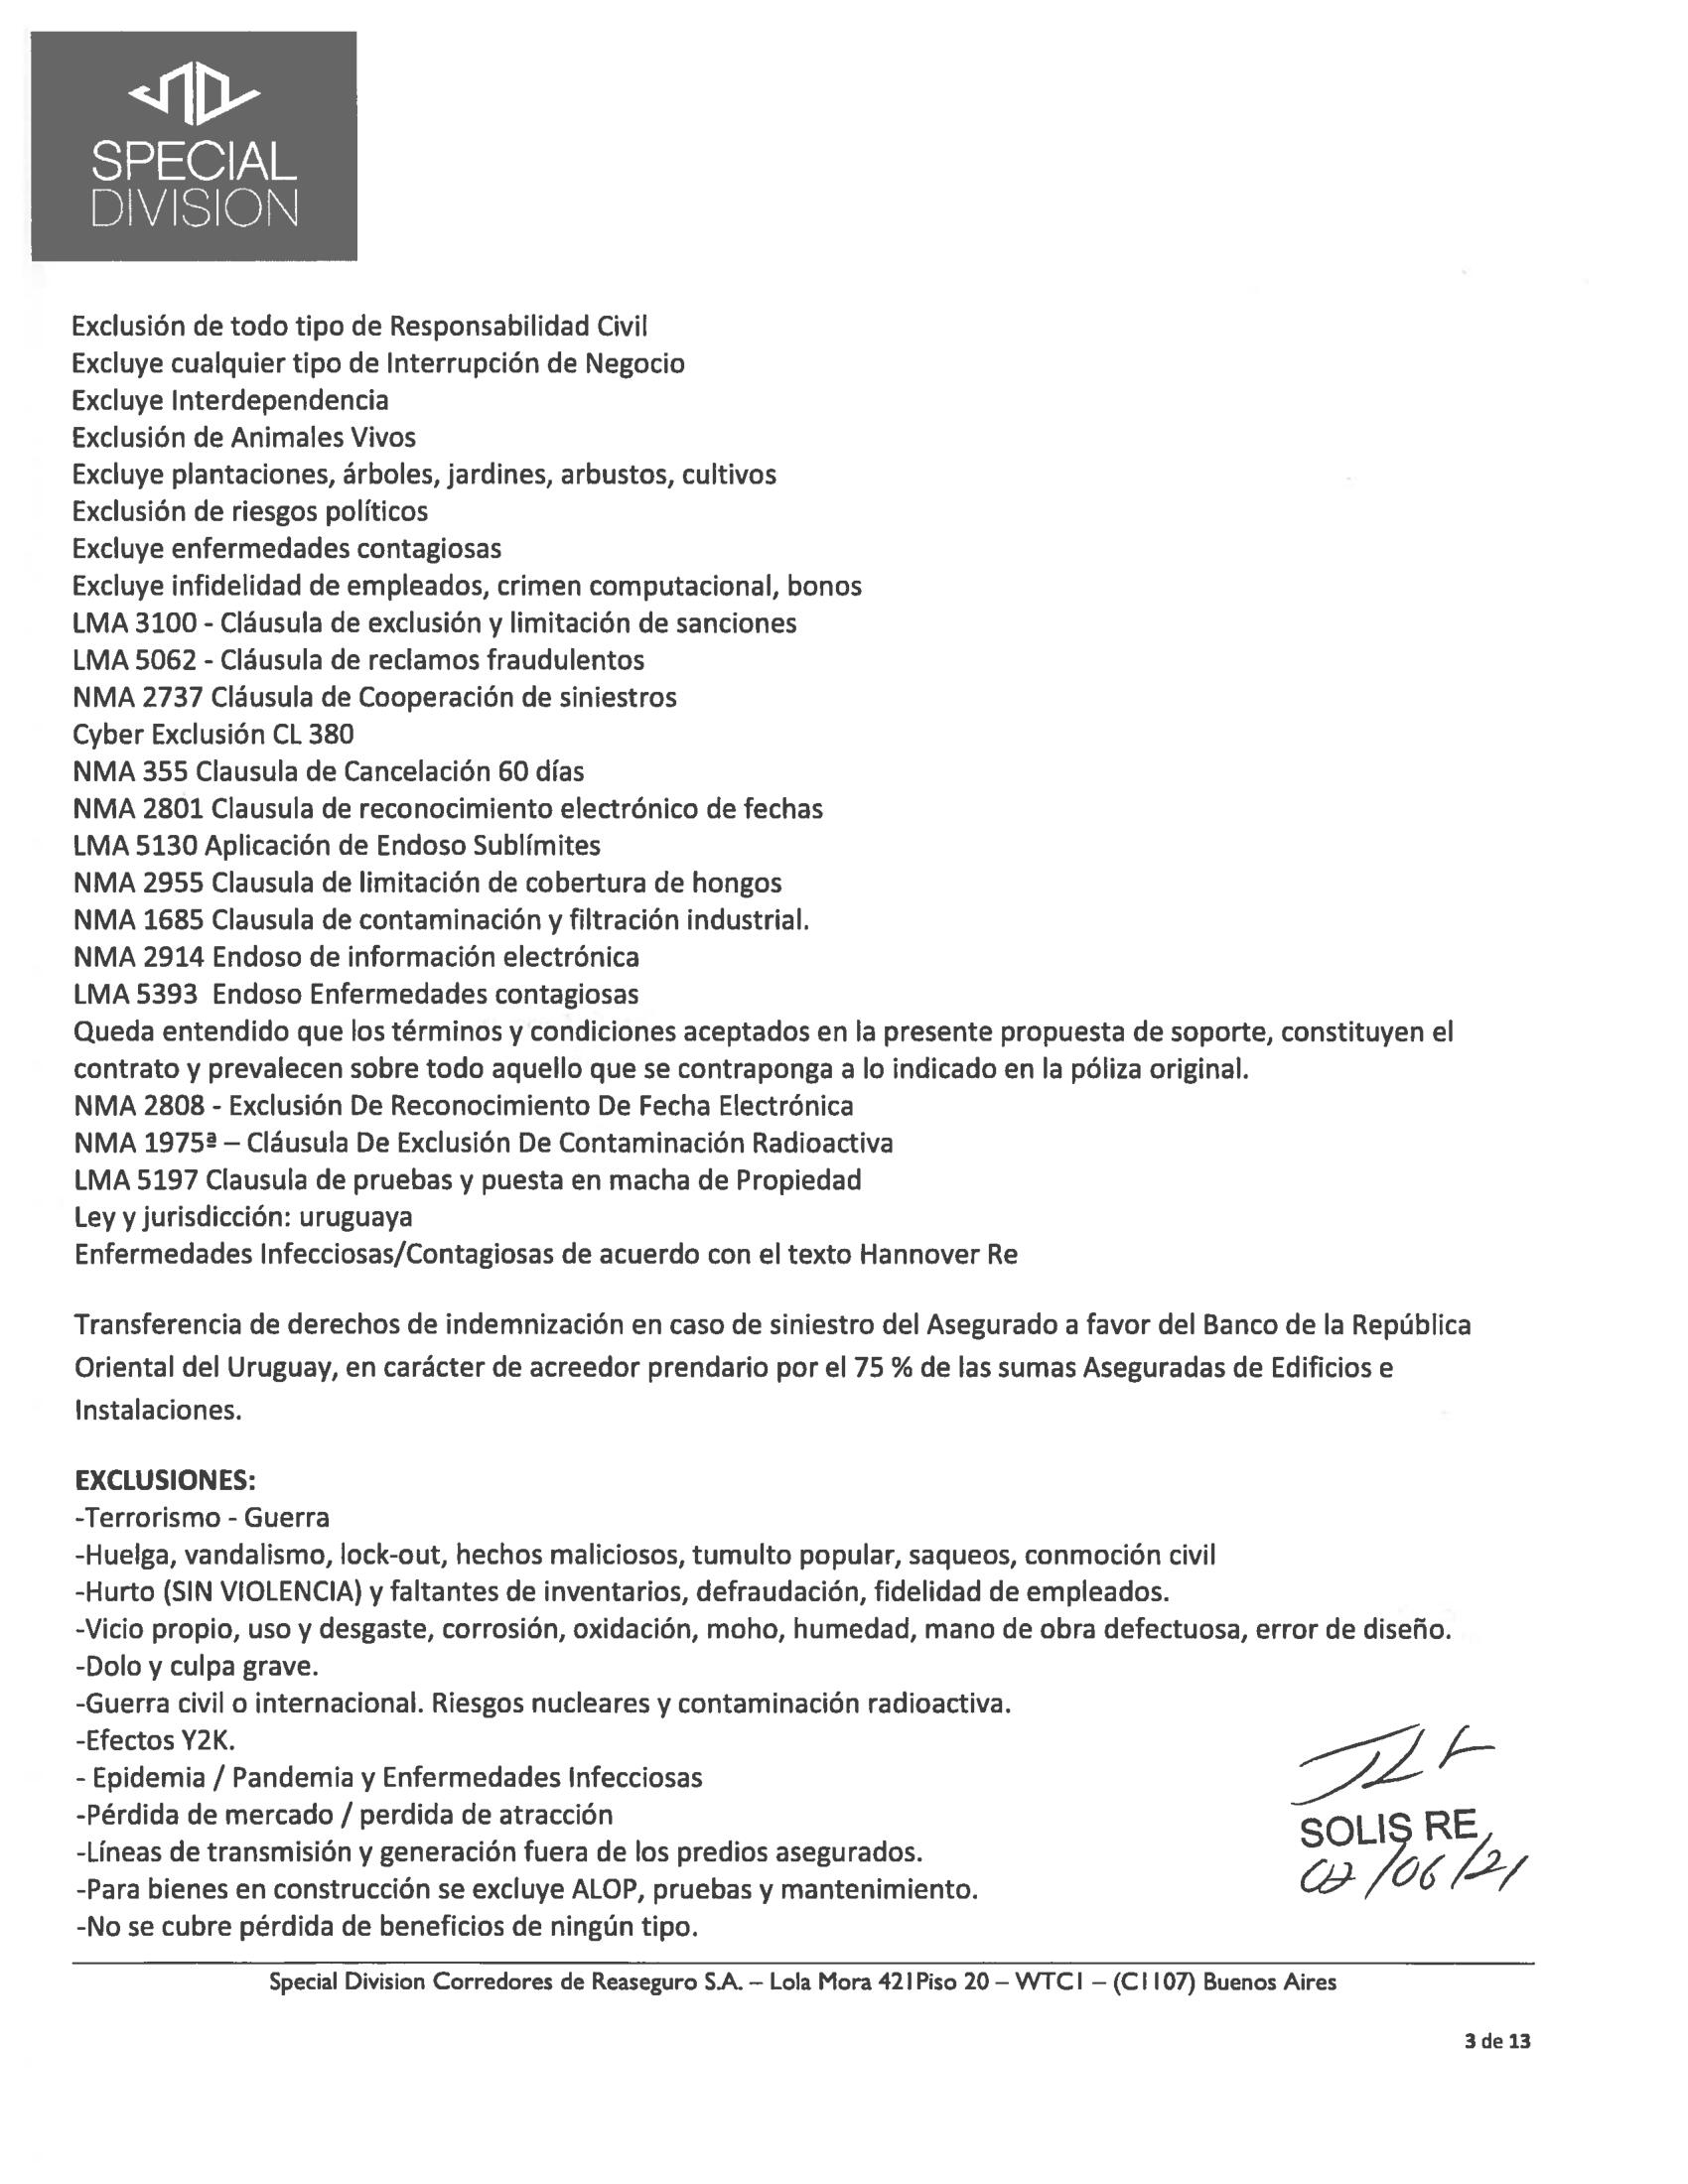 SPECIAL
DIVISION
Exclusión de todo tipo de Responsabilidad Civil
Excluye cualquier tipo de Interrupción de Negocio
Excluye Interdependencia
Exclusión de Animales Vivos
Excluye plantaciones, árboles, jardines, arbustos, cultivos
Exclusión de riesgos políticos
Excluye enfermedades contagiosas
Excluye infidelidad de empleados, crimen computacional, bonos
LMA 3100 - Cláusula de exclusión y limitación de sanciones
LMA 5062 - Cláusula de reclamos fraudulentos
NMA 2737 Cláusula de Cooperación de siniestros
Cyber Exclusión CL 380
NMA 355 Clausula de Cancelación 60 días
NMA 2801 Clausula de reconocimiento electrónico de fechas
LMA 5130 Aplicación de Endoso Sublímites
NMA 2955 Clausula de limitación de cobertura de hongos
NMA 1685 Clausula de contaminación y filtración industrial.
NMA 2914 Endoso de información electrónica
LMA 5393  Endoso Enfermedades contagiosas
Queda entendido que los términos y condiciones aceptados en la presente propuesta de soporte, constituyen el
contrato y prevalecen sobre todo aquello que se contraponga a lo indicado en la póliza original.
NMA 2808 - Exclusión De Reconocimiento De Fecha Electrónica
NMA 1975ª – Cláusula De Exclusión De Contaminación Radioactiva
LMA 5197 Clausula de pruebas y puesta en macha de Propiedad
Ley y jurisdicción: uruguaya
Enfermedades Infecciosas/Contagiosas de acuerdo con el texto Hannover Re
Transferencia de derechos de indemnización en caso de siniestro del Asegurado a favor del Banco de la República
Oriental del Uruguay, en carácter de acreedor prendario por el 75 % de las sumas Aseguradas de Edificios e
Instalaciones.
EXCLUSIONES:
-Terrorismo - Guerra
-Huelga, vandalismo, lock-out, hechos maliciosos, tumulto popular, saqueos, conmoción civil
-Hurto (SIN VIOLENCIA) y faltantes de inventarios, defraudación, fidelidad de empleados.
-Vicio propio, uso y desgaste, corrosión, oxidación, moho, humedad, mano de obra defectuosa, error de diseño.
-Dolo y culpa grave.
-Guerra civil o internacional. Riesgos nucleares y contaminación radioactiva.
-Efectos Y2K.
- Epidemia / Pandemia y Enfermedades Infecciosas
-Pérdida de mercado / perdida de atracción
-Líneas de transmisión y generación fuera de los predios asegurados.
-Para bienes en construcción se excluye ALOP, pruebas y mantenimiento.
-No se cubre pérdida de beneficios de ningún tipo.
SOLIS RE
/06/21
Special Division Corredores de Reaseguro S.A. – Lola Mora 421Piso 20 – WTC1 – (C1107) Buenos Aires
3 de 13